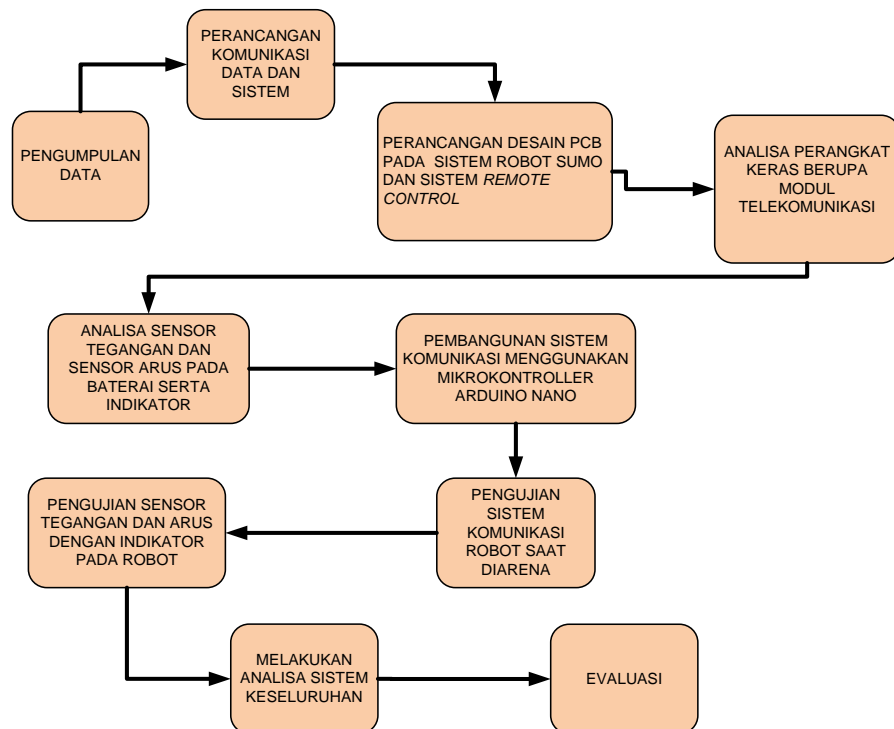 PENGUMPULAN
DATA
PERANCANGAN
KOMUNIKASI
DATA DAN
SISTEM
PERANCANGAN DESAIN PCB
PADA SISTEM ROBOT SUMO
DAN SISTEM REMOTE
CONTROL
ANALISA PERANGKAT
KERAS BERUPA
MODUL
TELEKOMUNIKASI
ANALISA SENSOR
TEGANGAN DAN
SENSOR ARUS PADA
BATERAI SERTA
INDIKATOR
PEMBANGUNAN SISTEM
KOMUNIKASI MENGGUNAKAN
MIKROKONTROLLER
ARDUINO NANO
PENGUJIAN
SISTEM
KOMUNIKASI
ROBOT SAAT
DIARENA
PENGUJIAN SENSOR
TEGANGAN DAN ARUS
DENGAN INDIKATOR
PADA ROBOT
MELAKUKAN
ANALISA SISTEM
KESELURUHAN
EVALUASI